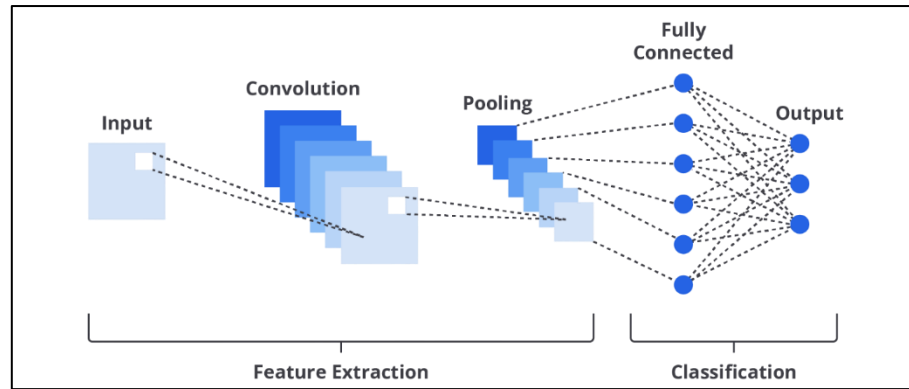 Input
Convolution
Pooling
Fully
Connected
Output
Feature Extraction
Classification